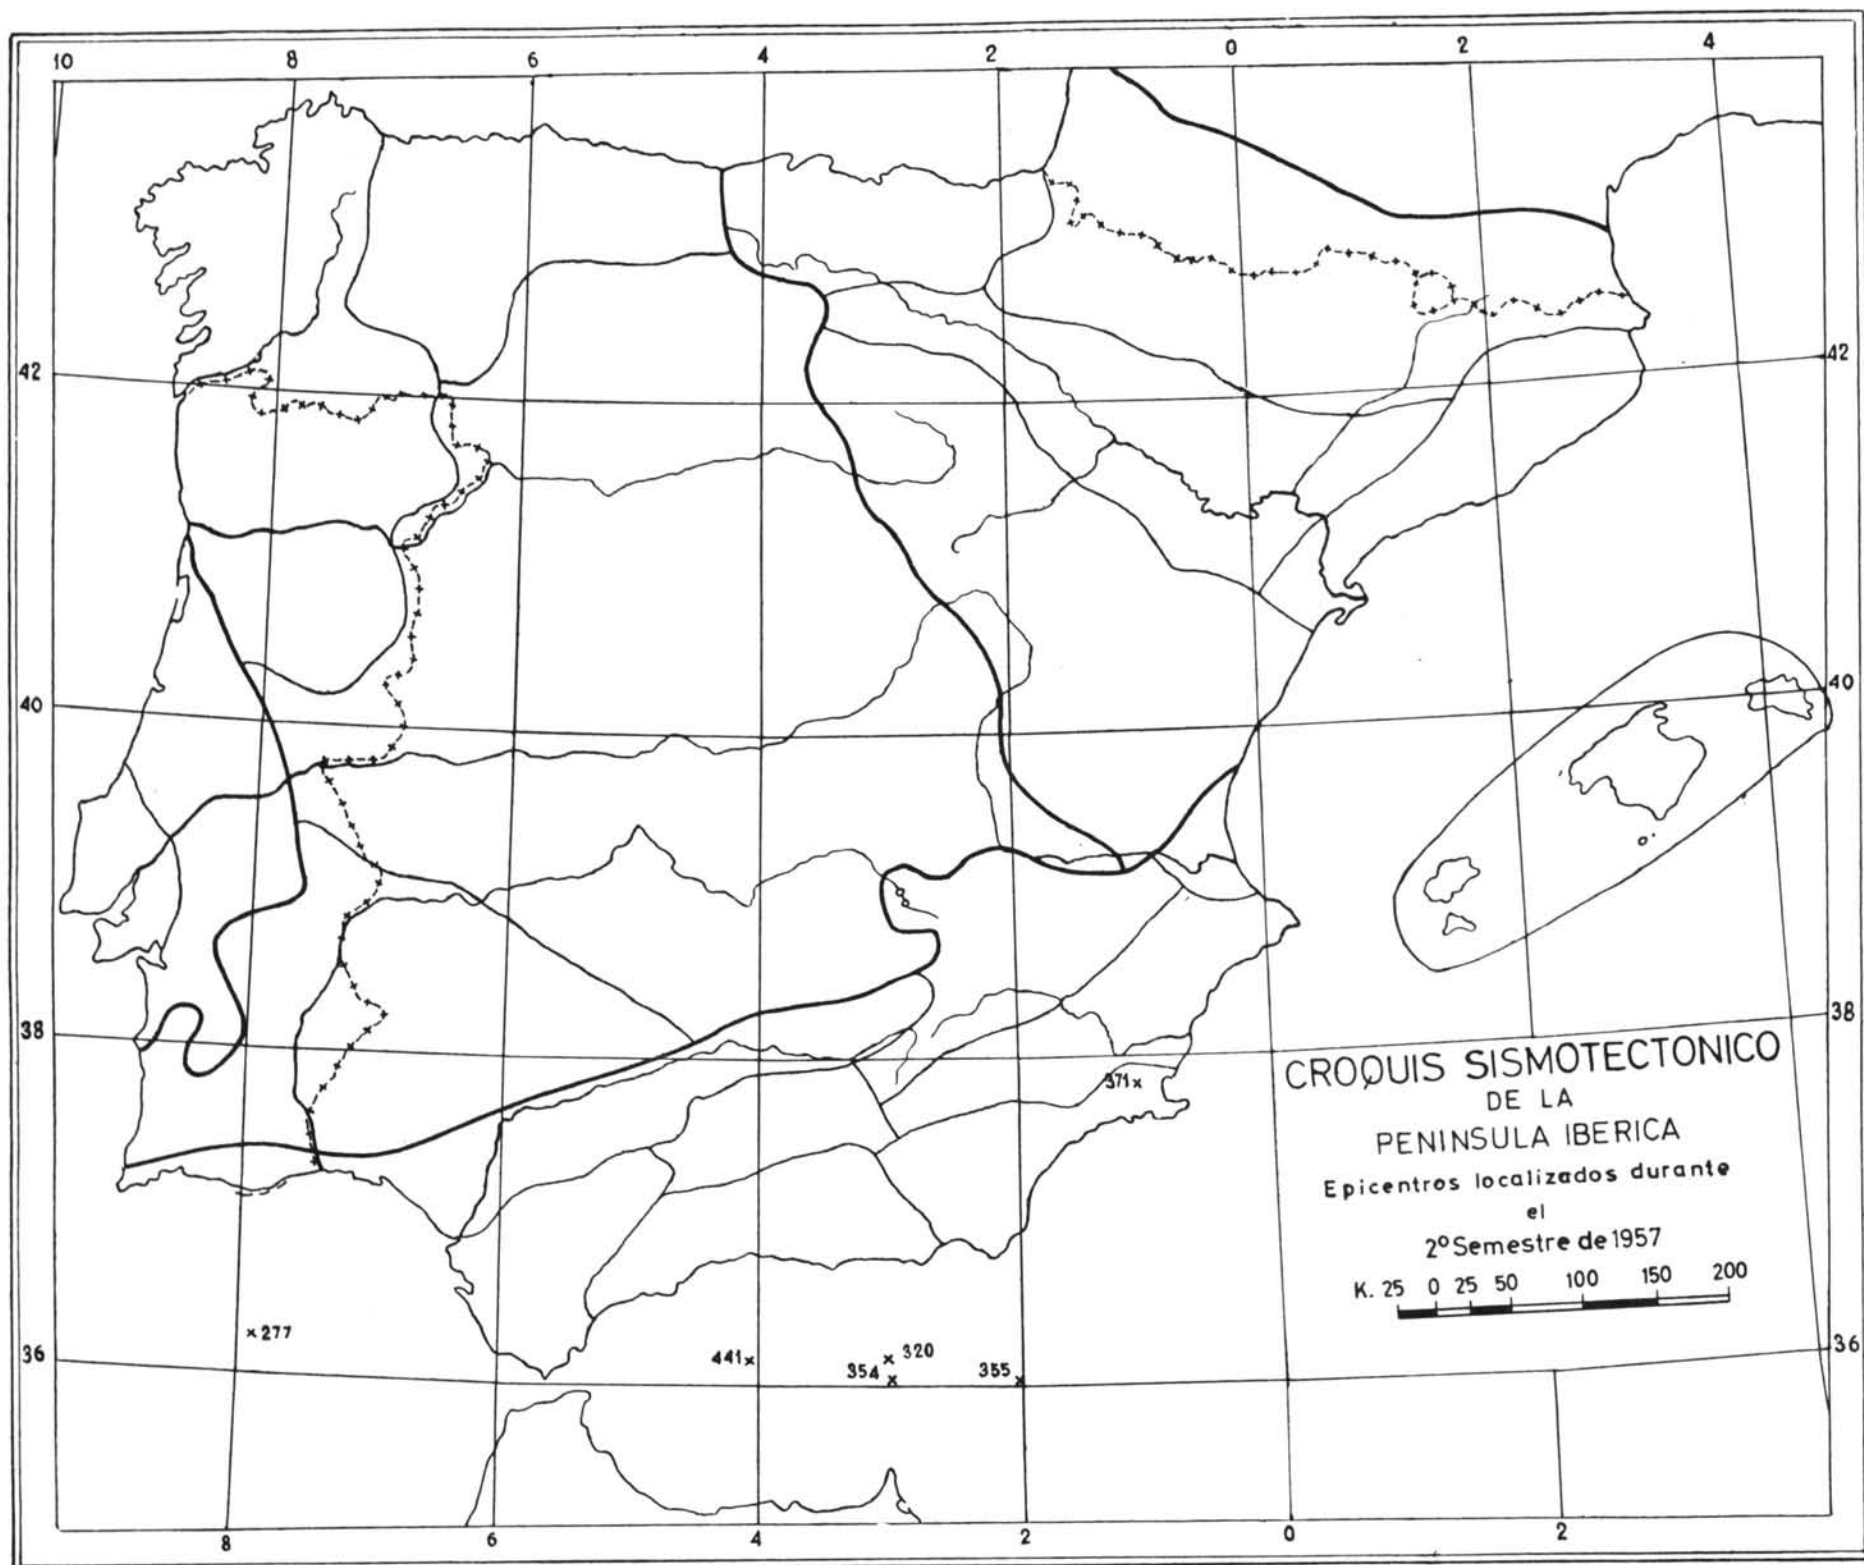 10 8 6 4 2 0 2 4
42 42
40 40
38 38
371
CROQUIS SISMOTECTONICO
DE LA
PENINSULA IBERICA
Epicentros localizados durante
el
2º Semestre de 1957
K. 25 0 25 50 100 150 200
277
441 354 320 355
36 36
8 6 4 2 0 2